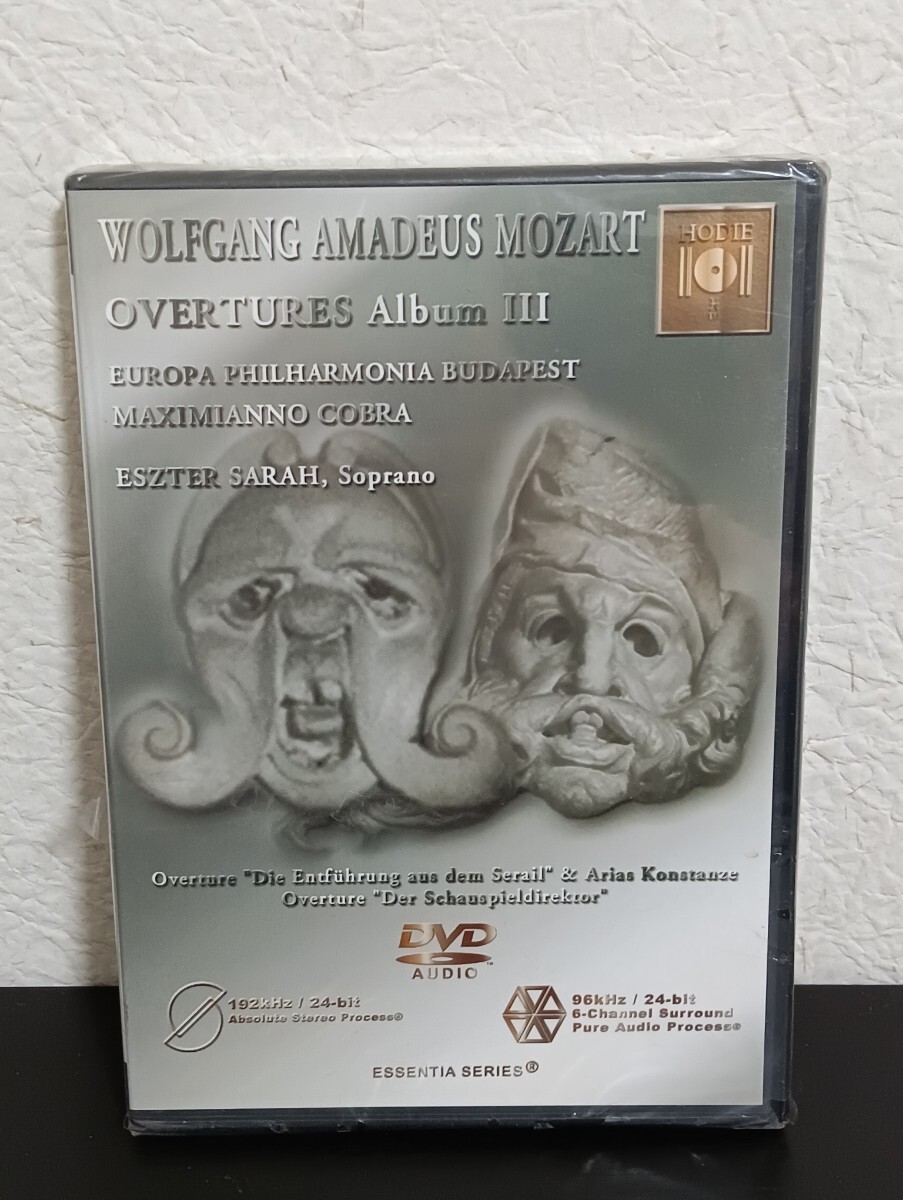 WOLFGANG AMADEUS MOZART
HODIE
OVERTURES Album III
EUROPA PHILHARMONIA BUDAPEST
MAXIMIANNO COBRA
ESZTER SARAH, Soprano
Overture "Die Entführung aus dem Serail" & Arias Konstanze
Overture "Der Schauspieldirektor"
DVD™
AUDIO
192kHz / 24-bit
Absolute Stereo Process®
96kHz / 24-bit
6-Channel Surround
Pure Audio Process®
ESSENTIA SERIES®